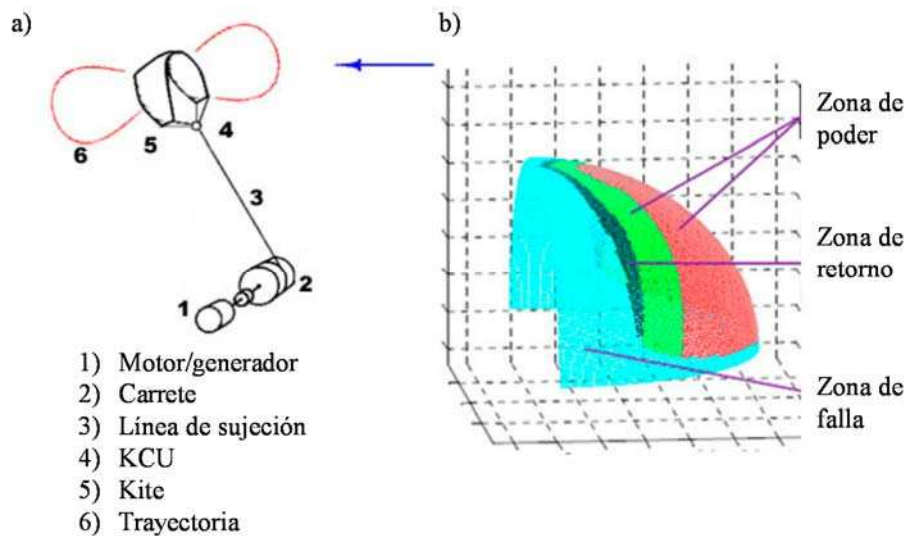 a)
b)
4
5
6
3
2
1
1) Motor/generador
2) Carrete
3) Línea de sujeción
4) KCU
5) Kite
6) Trayectoria
Zona de
poder
Zona de
retorno
Zona de
falla